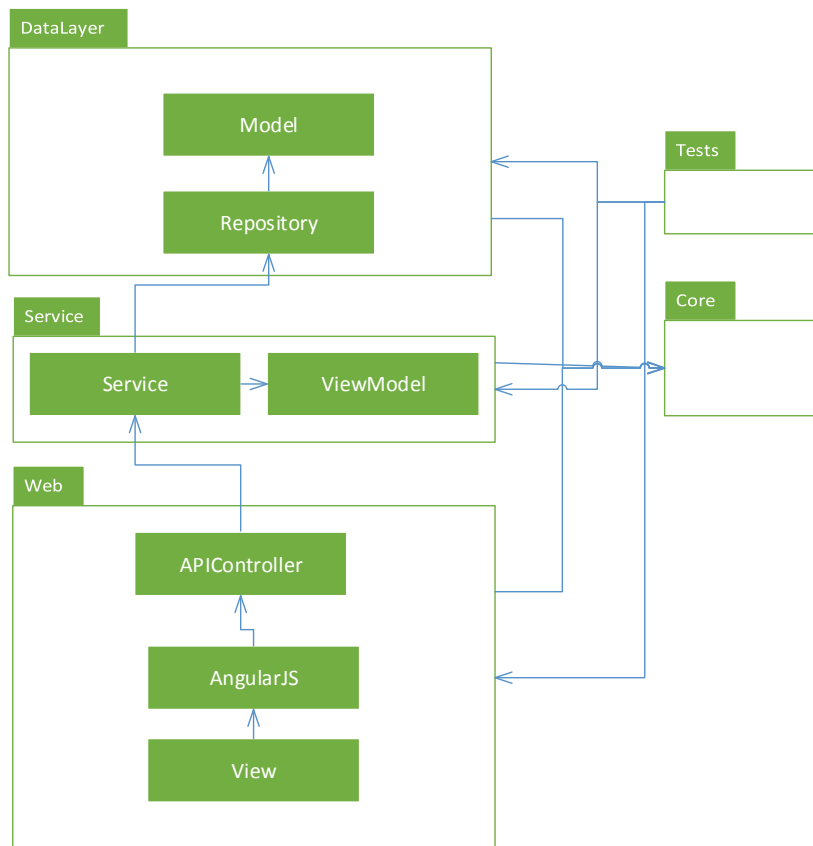 DataLayer
Model
Repository
Tests
Core
Service
Service
ViewModel
Web
APIController
AngularJS
View